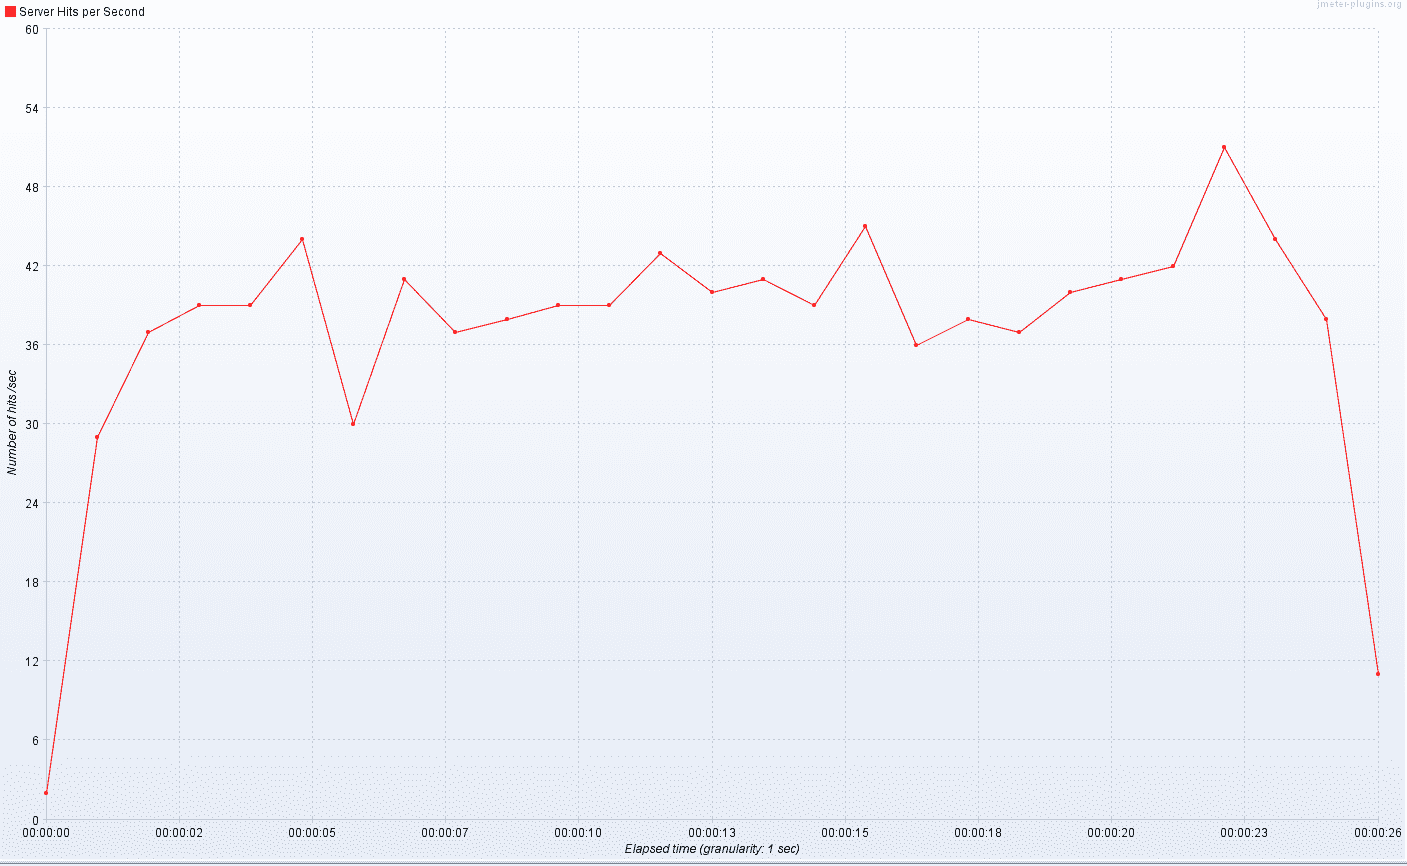 Server Hits per Second
jmeter-plugins.org
60
54
48
42
36
30
24
18
12
6
0
Number of hits /sec
00:00:00 00:00:02 00:00:05 00:00:07 00:00:10 00:00:13 00:00:15 00:00:18 00:00:20 00:00:23 00:00:26
Elapsed time (granularity: 1 sec)